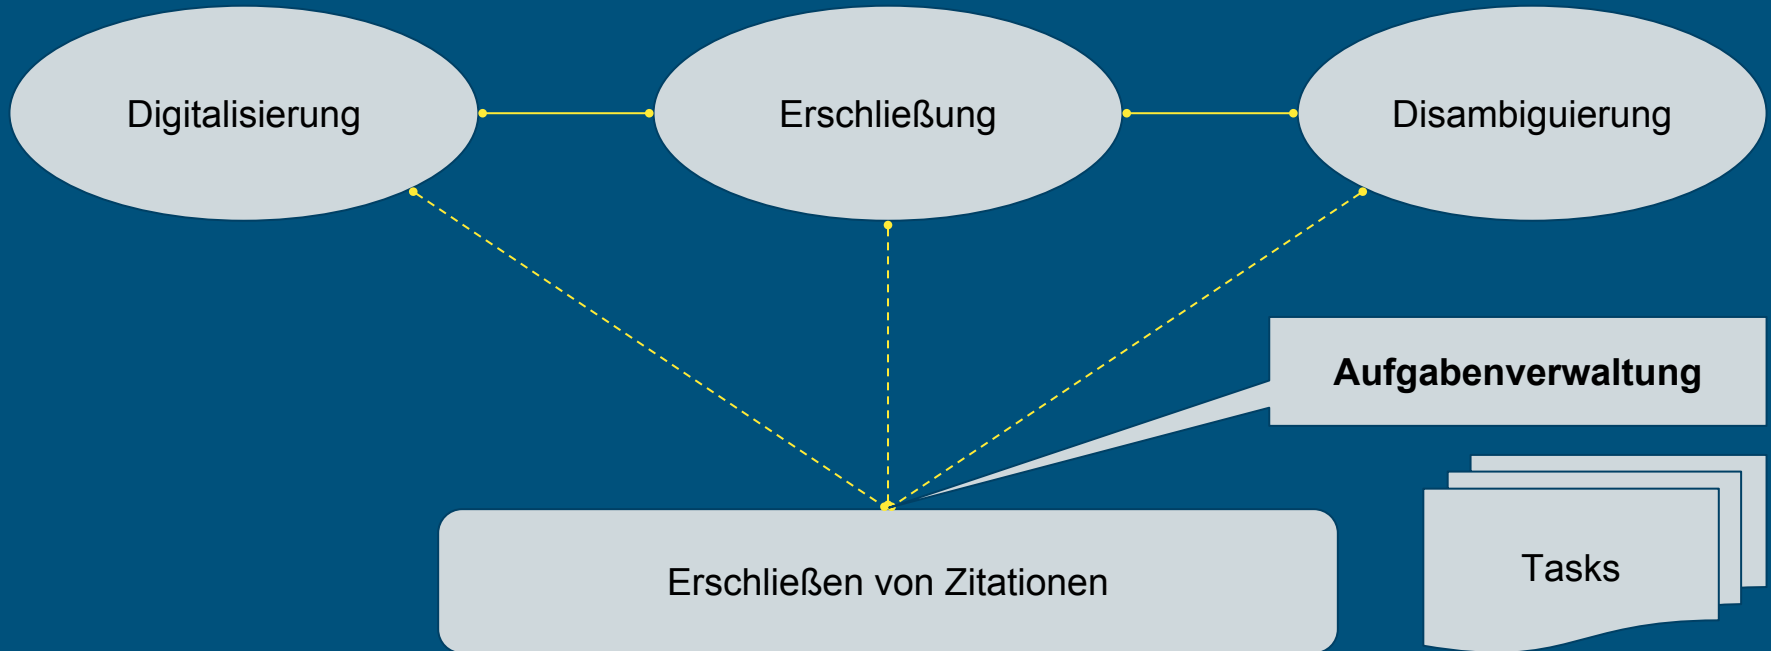 Digitalisierung
Erschließung
Disambiguierung
Aufgabenverwaltung
Erschließen von Zitationen
Tasks